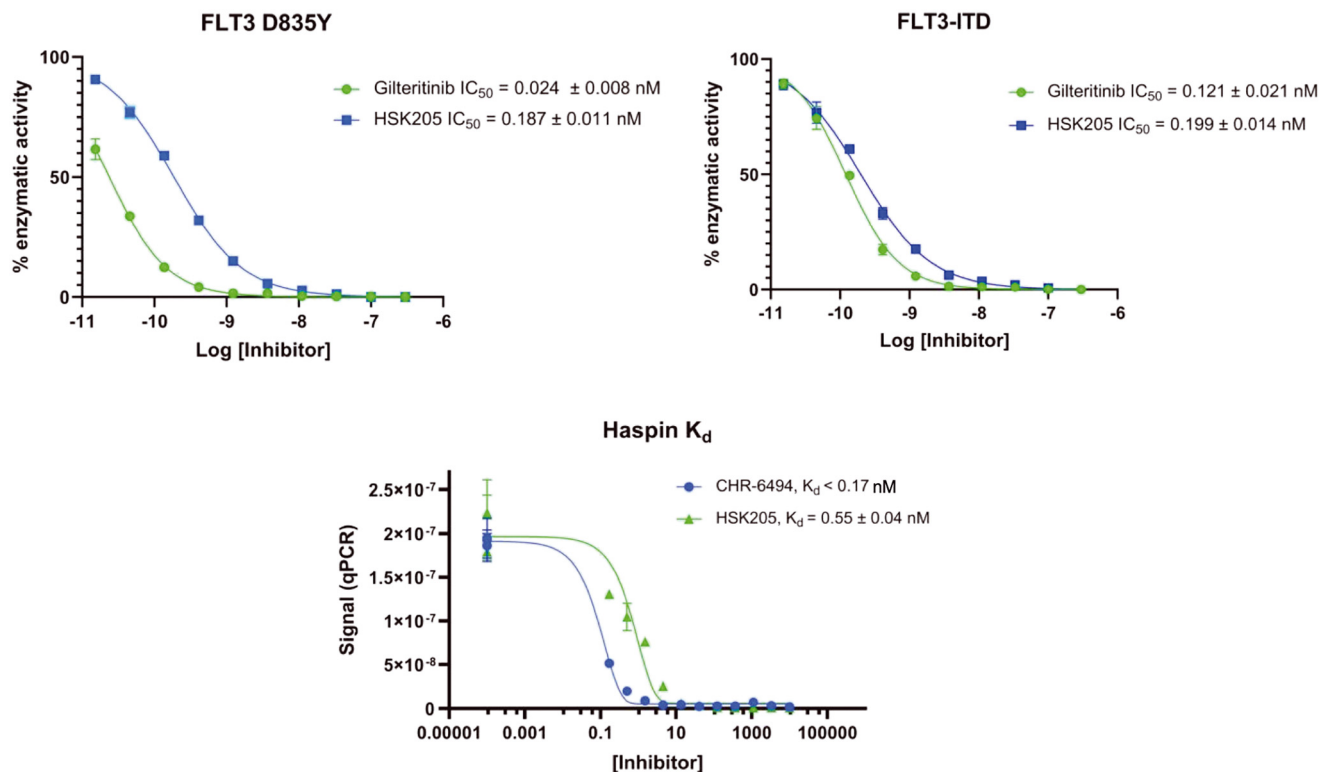 FLT3 D835Y
% enzymatic activity
100
50
0
-11 -10 -9 -8 -7 -6
Log [Inhibitor]
Gilteritinib IC₅₀ = 0.024 ± 0.008 nM
HSK205 IC₅₀ = 0.187 ± 0.011 nM
FLT3-ITD
% enzymatic activity
100
50
0
-11 -10 -9 -8 -7 -6
Log [Inhibitor]
Gilteritinib IC₅₀ = 0.121 ± 0.021 nM
HSK205 IC₅₀ = 0.199 ± 0.014 nM
Haspin K_d
Signal (qPCR)
2.5×10⁻⁷
2×10⁻⁷
1.5×10⁻⁷
1×10⁻⁷
5×10⁻⁸
0
0.00001 0.001 0.1 10 1000 100000
[Inhibitor]
CHR-6494, K_d < 0.17 nM
HSK205, K_d = 0.55 ± 0.04 nM